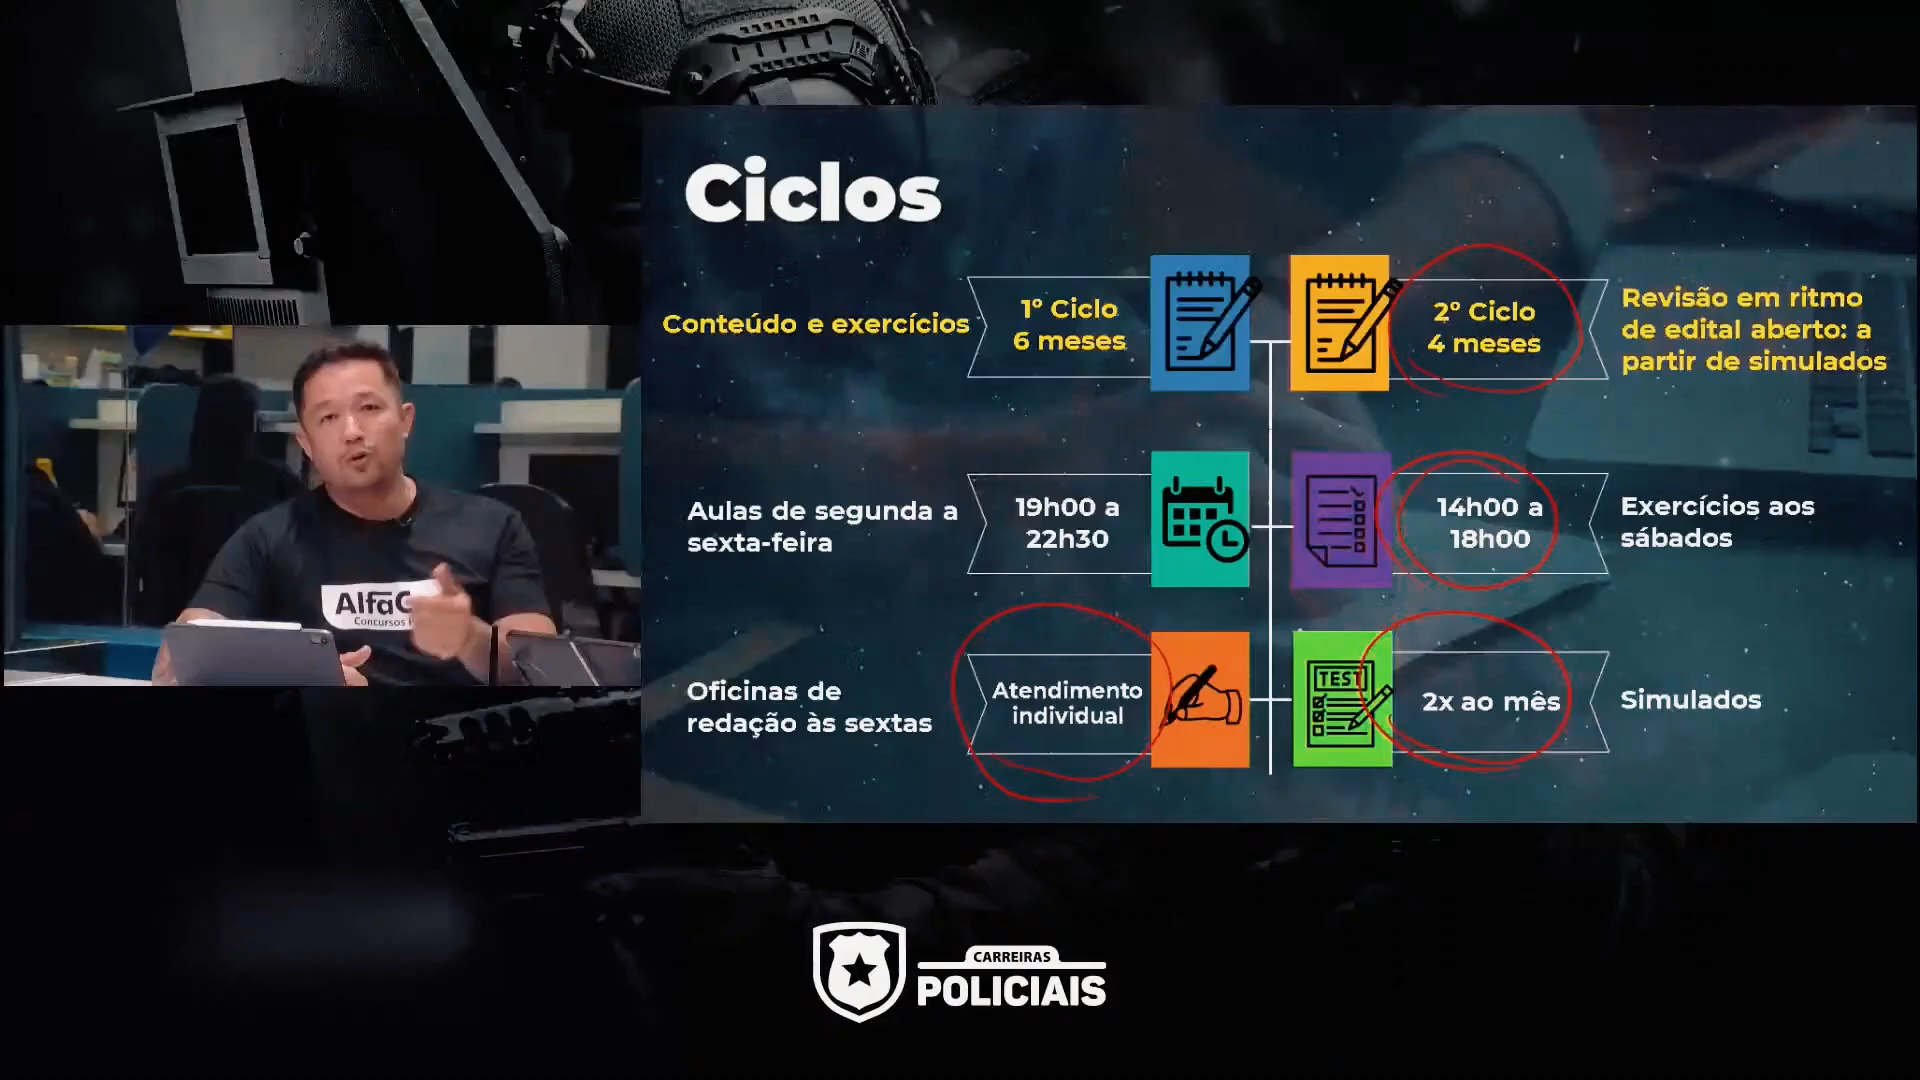 Ciclos
Conteúdo e exercícios
1º Ciclo
6 meses
2º Ciclo
4 meses
Revisão em ritmo
de edital aberto: a
partir de simulados
Aulas de segunda a
sexta-feira
19h00 a
22h30
14h00 a
18h00
Exercícios aos
sábados
Oficinas de
redação às sextas
Atendimento
individual
TEST
2x ao mês
Simulados
Concursos
CARREIRAS
POLICIAIS